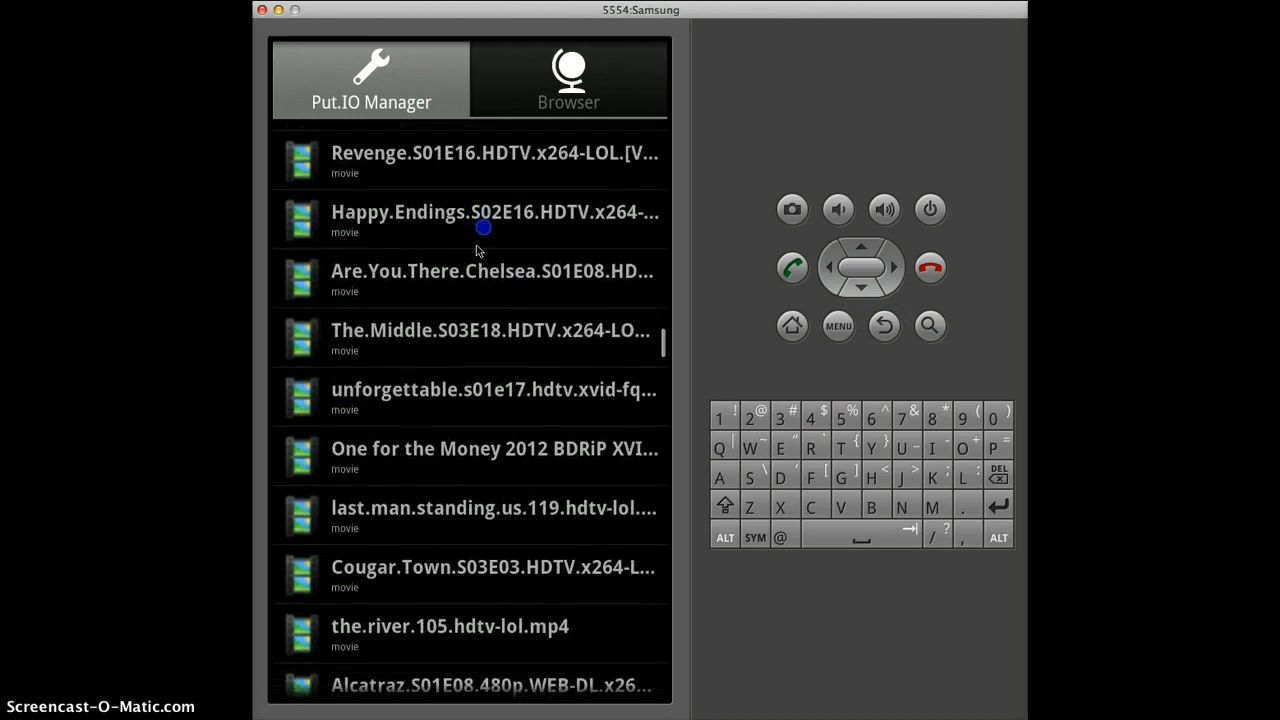 5554:Samsung
Put.IO Manager
Browser
Revenge.S01E16.HDTV.x264-LOL.[V...
movie
Happy.Endings.S02E16.HDTV.x264-...
movie
Are.You.There.Chelsea.S01E08.HD...
movie
The.Middle.S03E18.HDTV.x264-LO...
movie
unforgettable.s01e17.hdtv.xvid-fq...
movie
One for the Money 2012 BDRiP XVI...
movie
last.man.standing.us.119.hdtv-lol....
movie
Cougar.Town.S03E03.HDTV.x264-L...
movie
the.river.105.hdtv-lol.mp4
movie
Alcatraz.S01E08.480p.WEB-DL.x26...
MENU
1 ! 2 @ 3 # 4 $ 5 % 6 ^ 7 & 8 * 9 ( 0 )
Q | W ~ E " R ` T { Y } U _ I - O + P =
A S \ D ' F [ G ] H < J > K ; L : DEL
Z X C V B N M .
ALT SYM @ / ? , ALT
Screencast-O-Matic.com